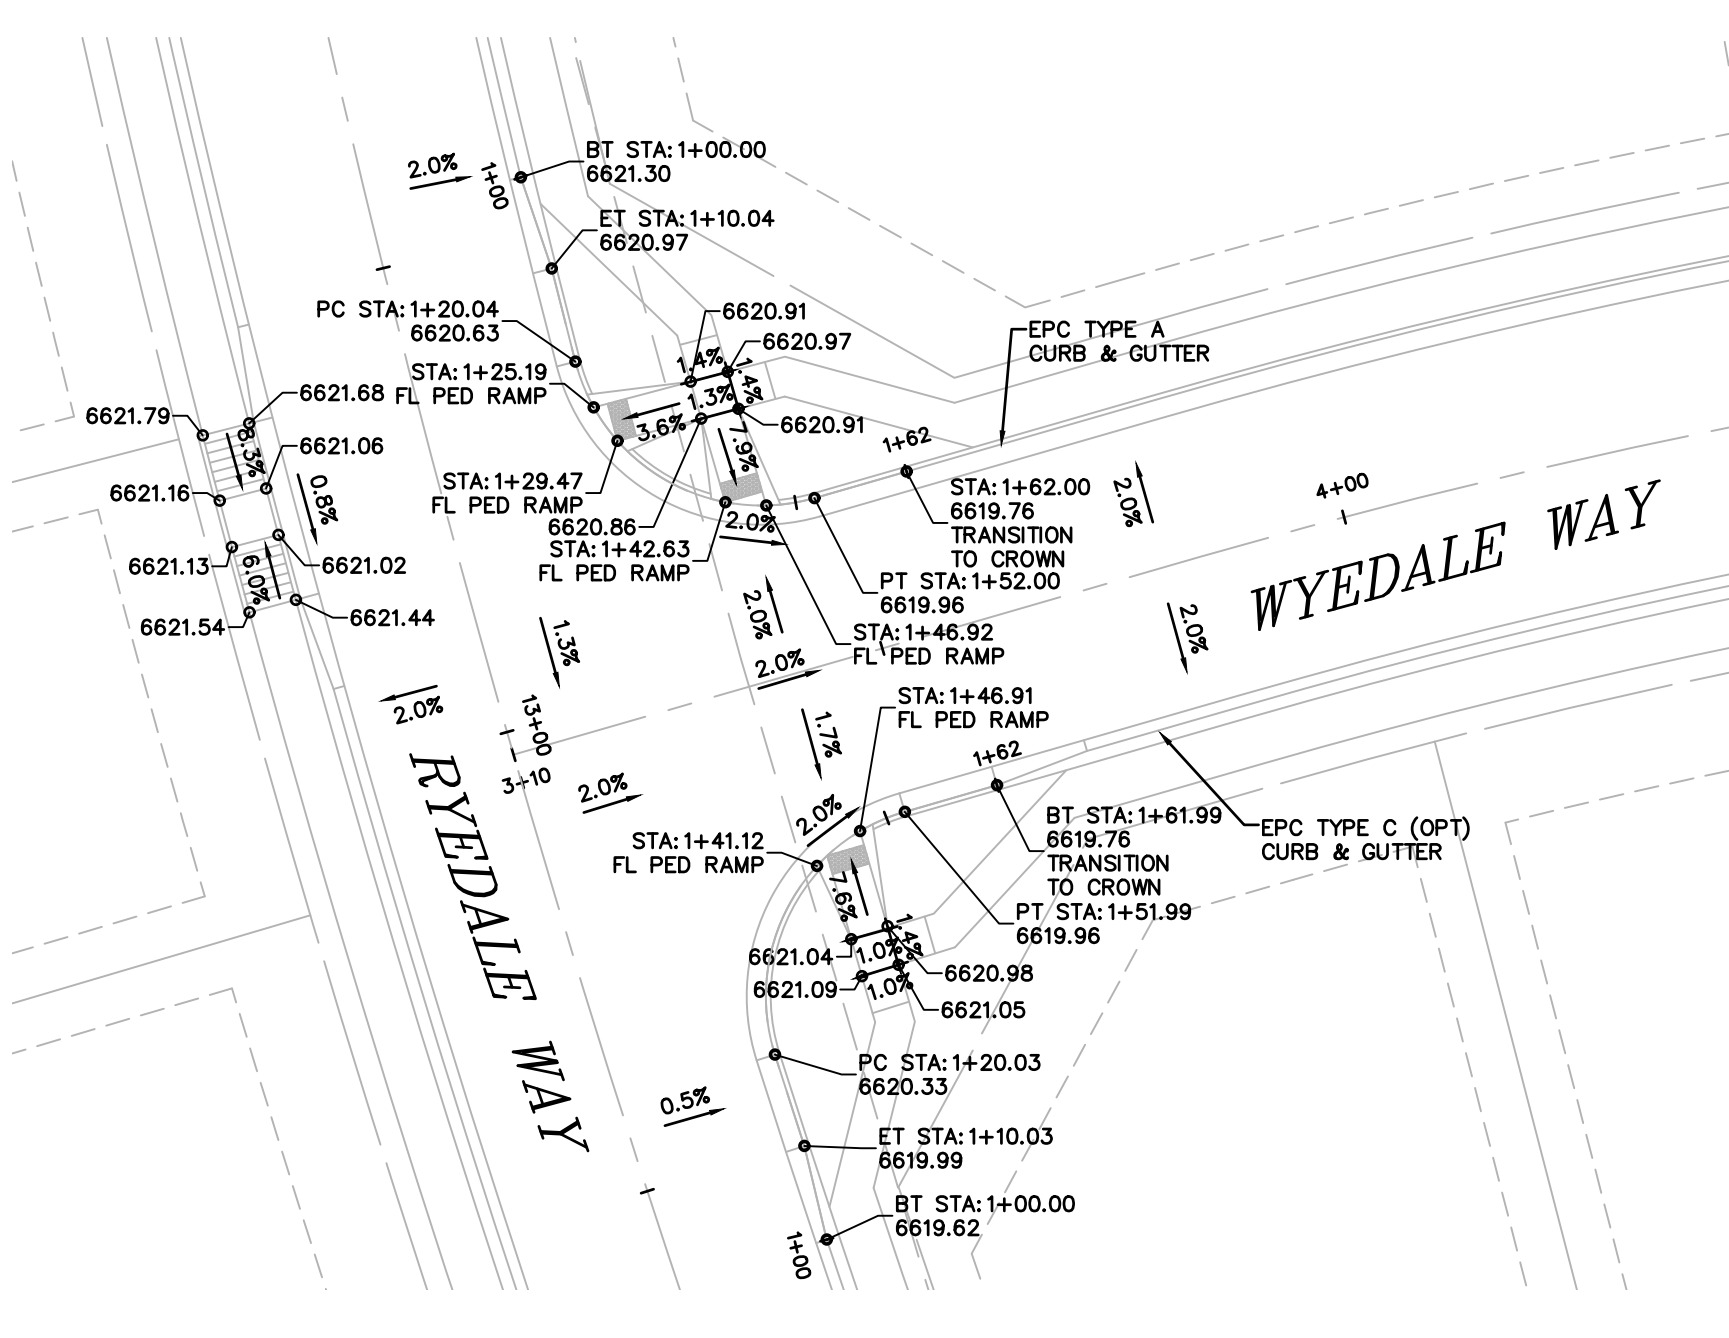 BT STA:1+00.00
6621.30
2.0%
1+00
ET STA:1+10.04
6620.97
PC STA:1+20.04
6620.63
6620.91
6620.97
EPC TYPE A
CURB & GUTTER
STA:1+25.19
FL PED RAMP
1.4%
1.4%
1.3%
3.6%
7.9%
6620.91
6621.68
6621.79
8.3%
6621.06
6621.16
0.8%
6621.13
6.0%
6621.02
6621.54
6621.44
1+62
STA:1+29.47
FL PED RAMP
6620.86
STA:1+42.63
FL PED RAMP
2.0%
STA:1+62.00
6619.76
TRANSITION
TO CROWN
2.0%
4+00
WYEDALE WAY
PT STA:1+52.00
6619.96
STA:1+46.92
FL PED RAMP
2.0%
2.0%
2.0%
1.3%
2.0%
13+00
3+10
2.0%
1.7%
STA:1+46.91
FL PED RAMP
1+62
2.0%
STA:1+41.12
FL PED RAMP
BT STA:1+61.99
6619.76
TRANSITION
TO CROWN
EPC TYPE C (OPT)
CURB & GUTTER
PT STA:1+51.99
6619.96
RYEDALE WAY
7.6%
1.4%
1.0%
1.0%
6621.04
6621.09
6620.98
6621.05
PC STA:1+20.03
6620.33
0.5%
ET STA:1+10.03
6619.99
BT STA:1+00.00
6619.62
1+00